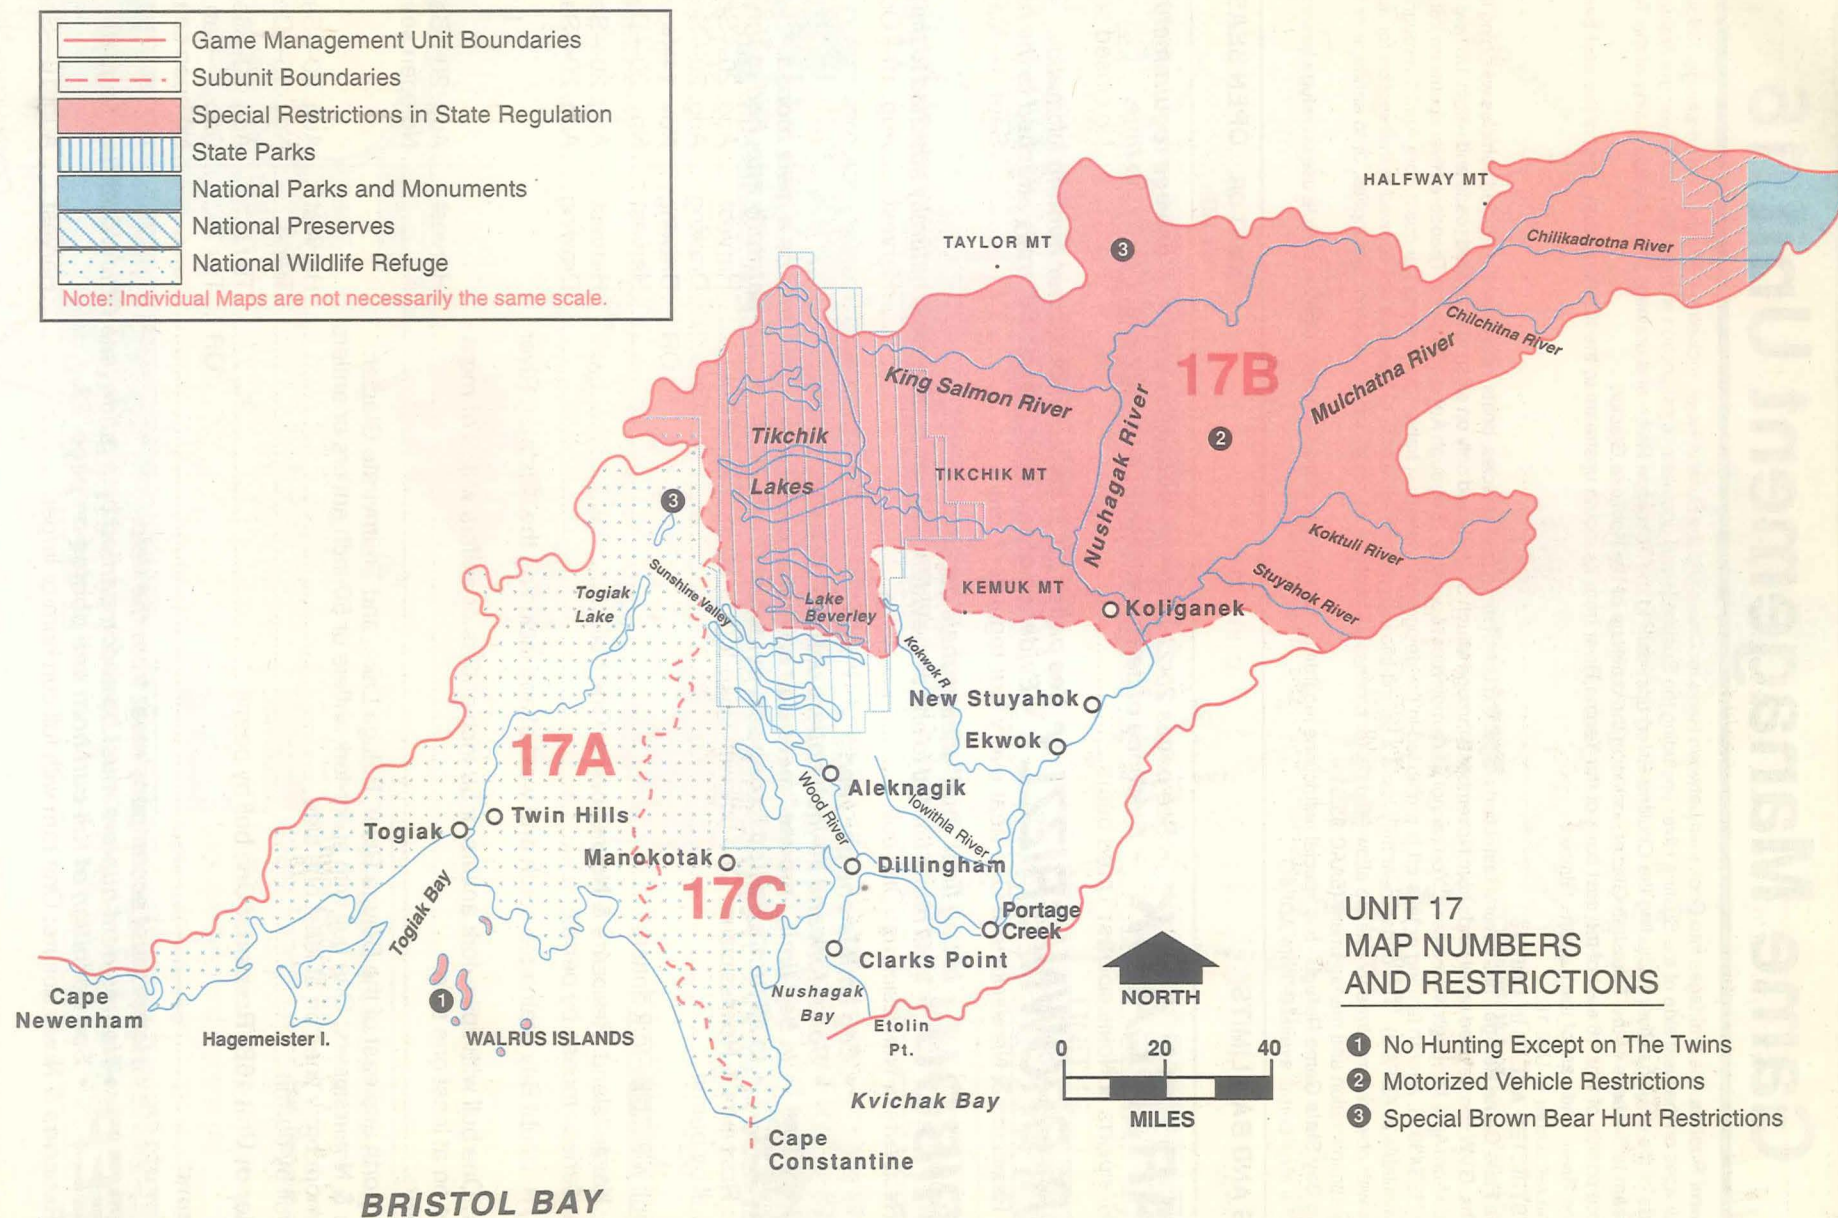 Game Management Unit Boundaries
Subunit Boundaries
Special Restrictions in State Regulation
State Parks
National Parks and Monuments
National Preserves
National Wildlife Refuge
Note: Individual Maps are not necessarily the same scale.
HALFWAY MT
TAYLOR MT
3
Chilikadrotna River
Chilchitna River
17B
King Salmon River
Mulchatna River
Nushagak River
2
Tikchik
Lakes
TIKCHIK MT
3
Koktuli River
Stuyahok River
Sunshine Valley
Togiak
Lake
Lake
Beverley
KEMUK MT
Koliganek
Kokwok R
New Stuyahok
Ekwok
17A
Aleknagik
Wood River
Iowithla River
Twin Hills
Togiak
Manokotak
Dillingham
17C
Portage
Creek
Togiak Bay
Clarks Point
Nushagak
Bay
Etolin
Pt.
Cape
Newenham
Hagemeister I.
1
WALRUS ISLANDS
Kvichak Bay
Cape
Constantine
BRISTOL BAY
NORTH
0 20 40
MILES
UNIT 17
MAP NUMBERS
AND RESTRICTIONS
1 No Hunting Except on The Twins
2 Motorized Vehicle Restrictions
3 Special Brown Bear Hunt Restrictions